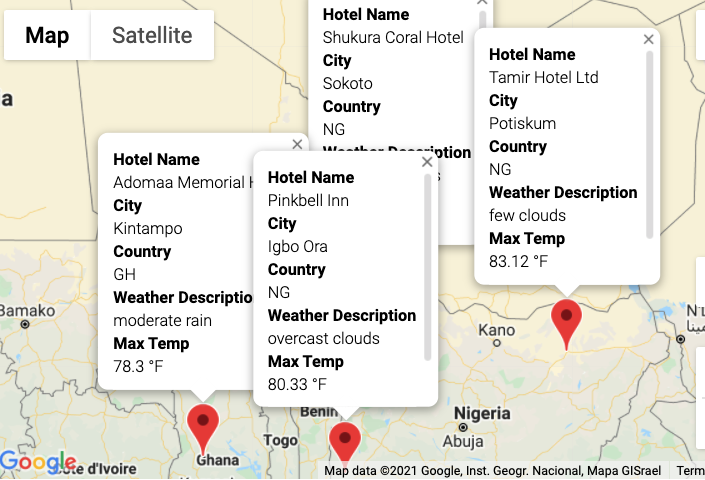 Map
Satellite
Hotel Name
Shukura Coral Hotel
City
Sokoto
Country
NG
Weather Description
Hotel Name
Tamir Hotel Ltd
City
Potiskum
Country
NG
Weather Description
few clouds
Max Temp
83.12 °F
Hotel Name
Adomaa Memorial
City
Kintampo
Country
GH
Weather Description
moderate rain
Max Temp
78.3 °F
Hotel Name
Pinkbell Inn
City
Igbo Ora
Country
NG
Weather Description
overcast clouds
Max Temp
80.33 °F
Bamako
Kano
Benin
Nigeria
Togo
Abuja
Ghana
Google
Côte d'Ivoire
Map data ©2021 Google, Inst. Geogr. Nacional, Mapa GISrael